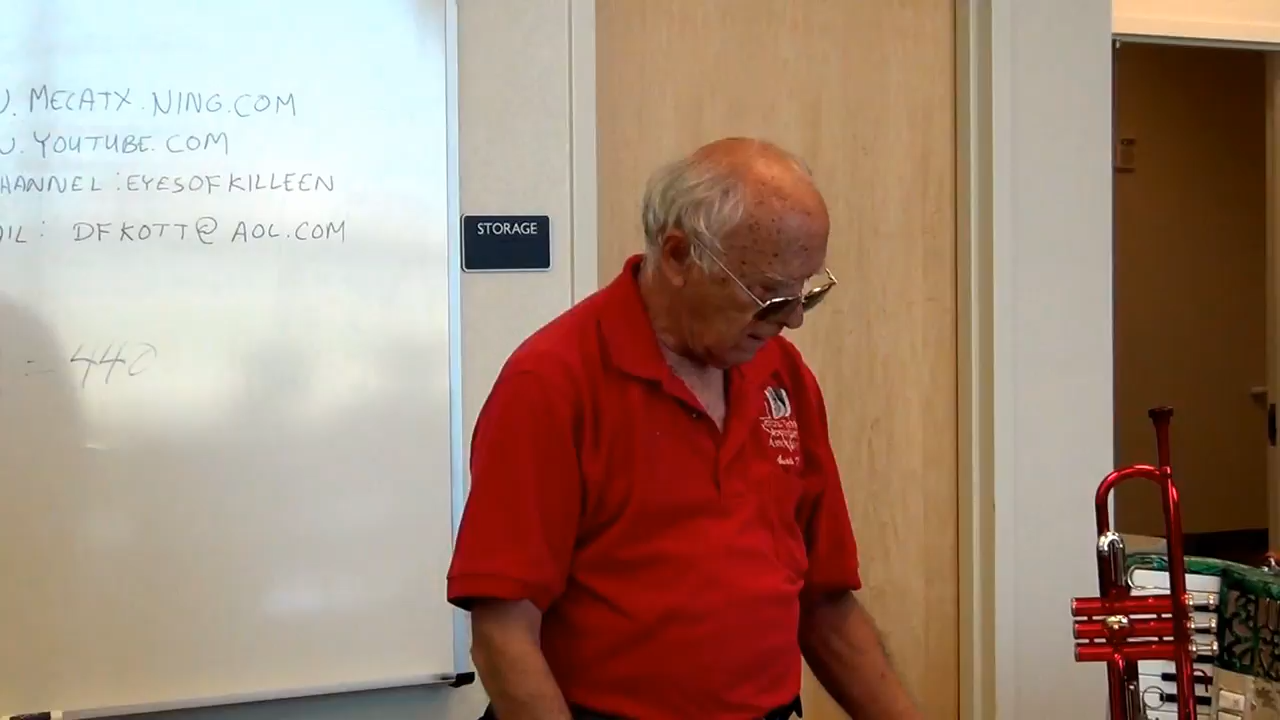 . MECATX.NING.COM
. YOUTUBE.COM
HANNEL: EYESOFKILLEEN
IL: DFKOTT@AOL.COM
= 440
STORAGE